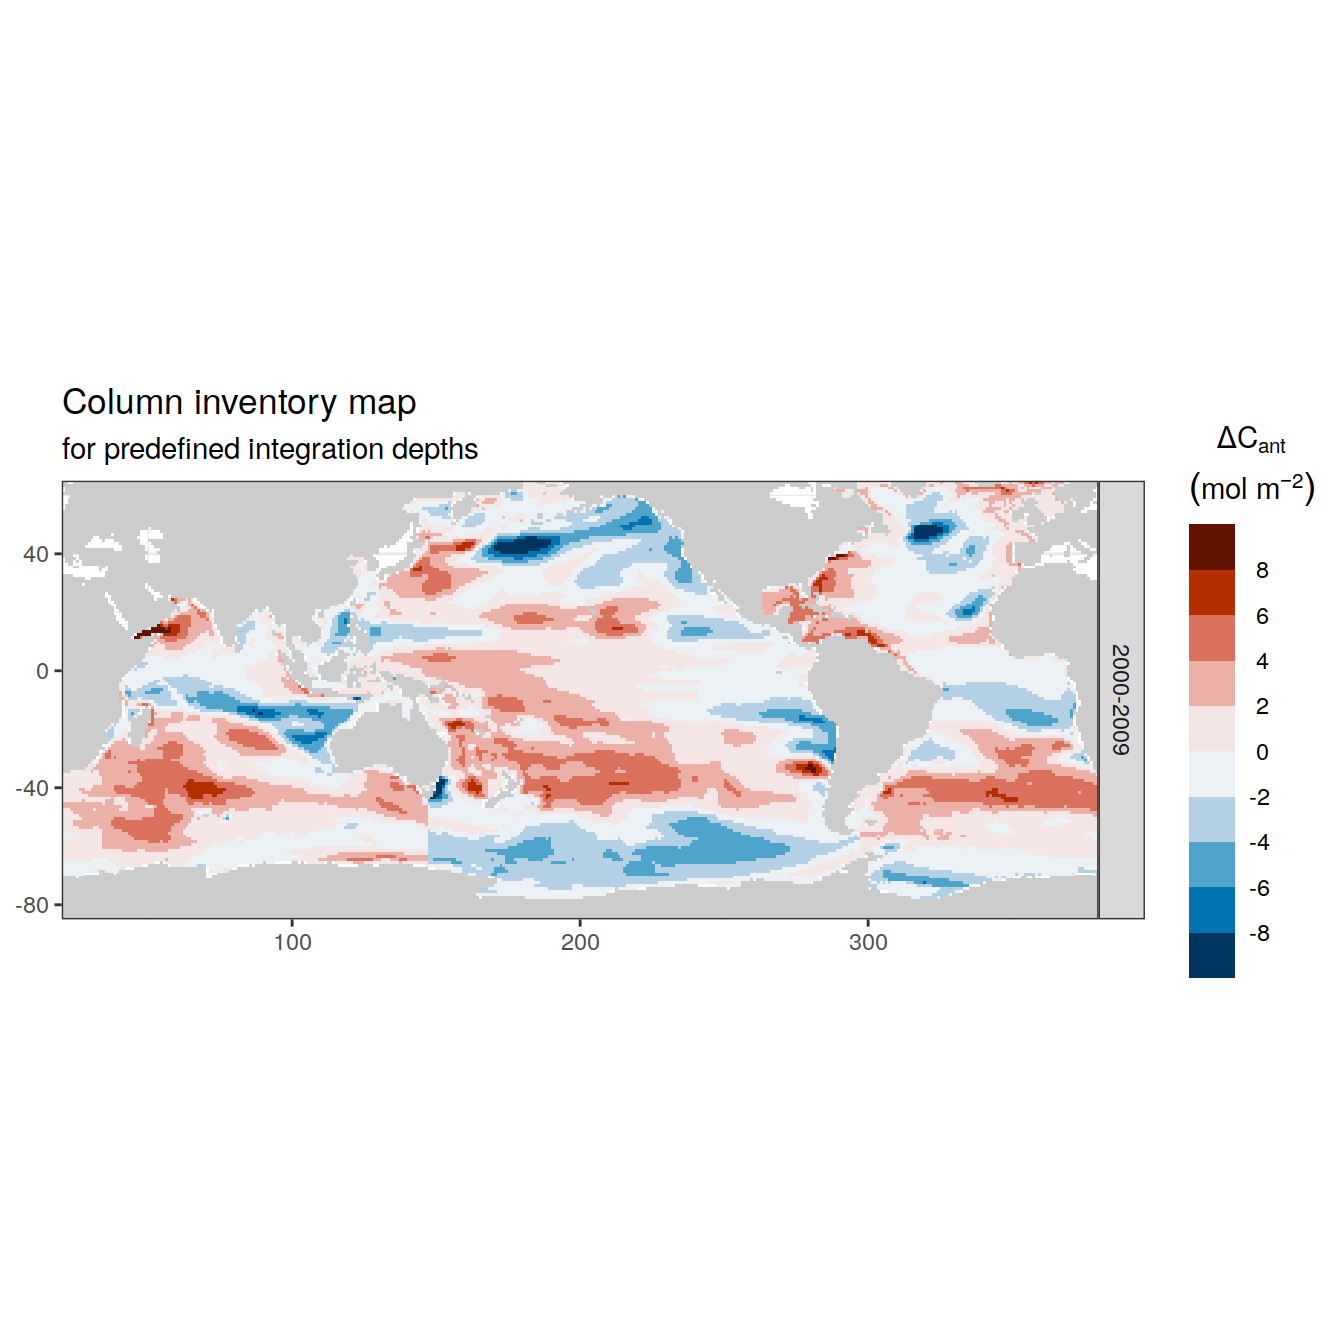 Column inventory map
for predefined integration depths
ΔCant
(mol m−2)
8
6
4
2
0
-2
-4
-6
-8
2000-2009
40
0
-40
-80
100 200 300